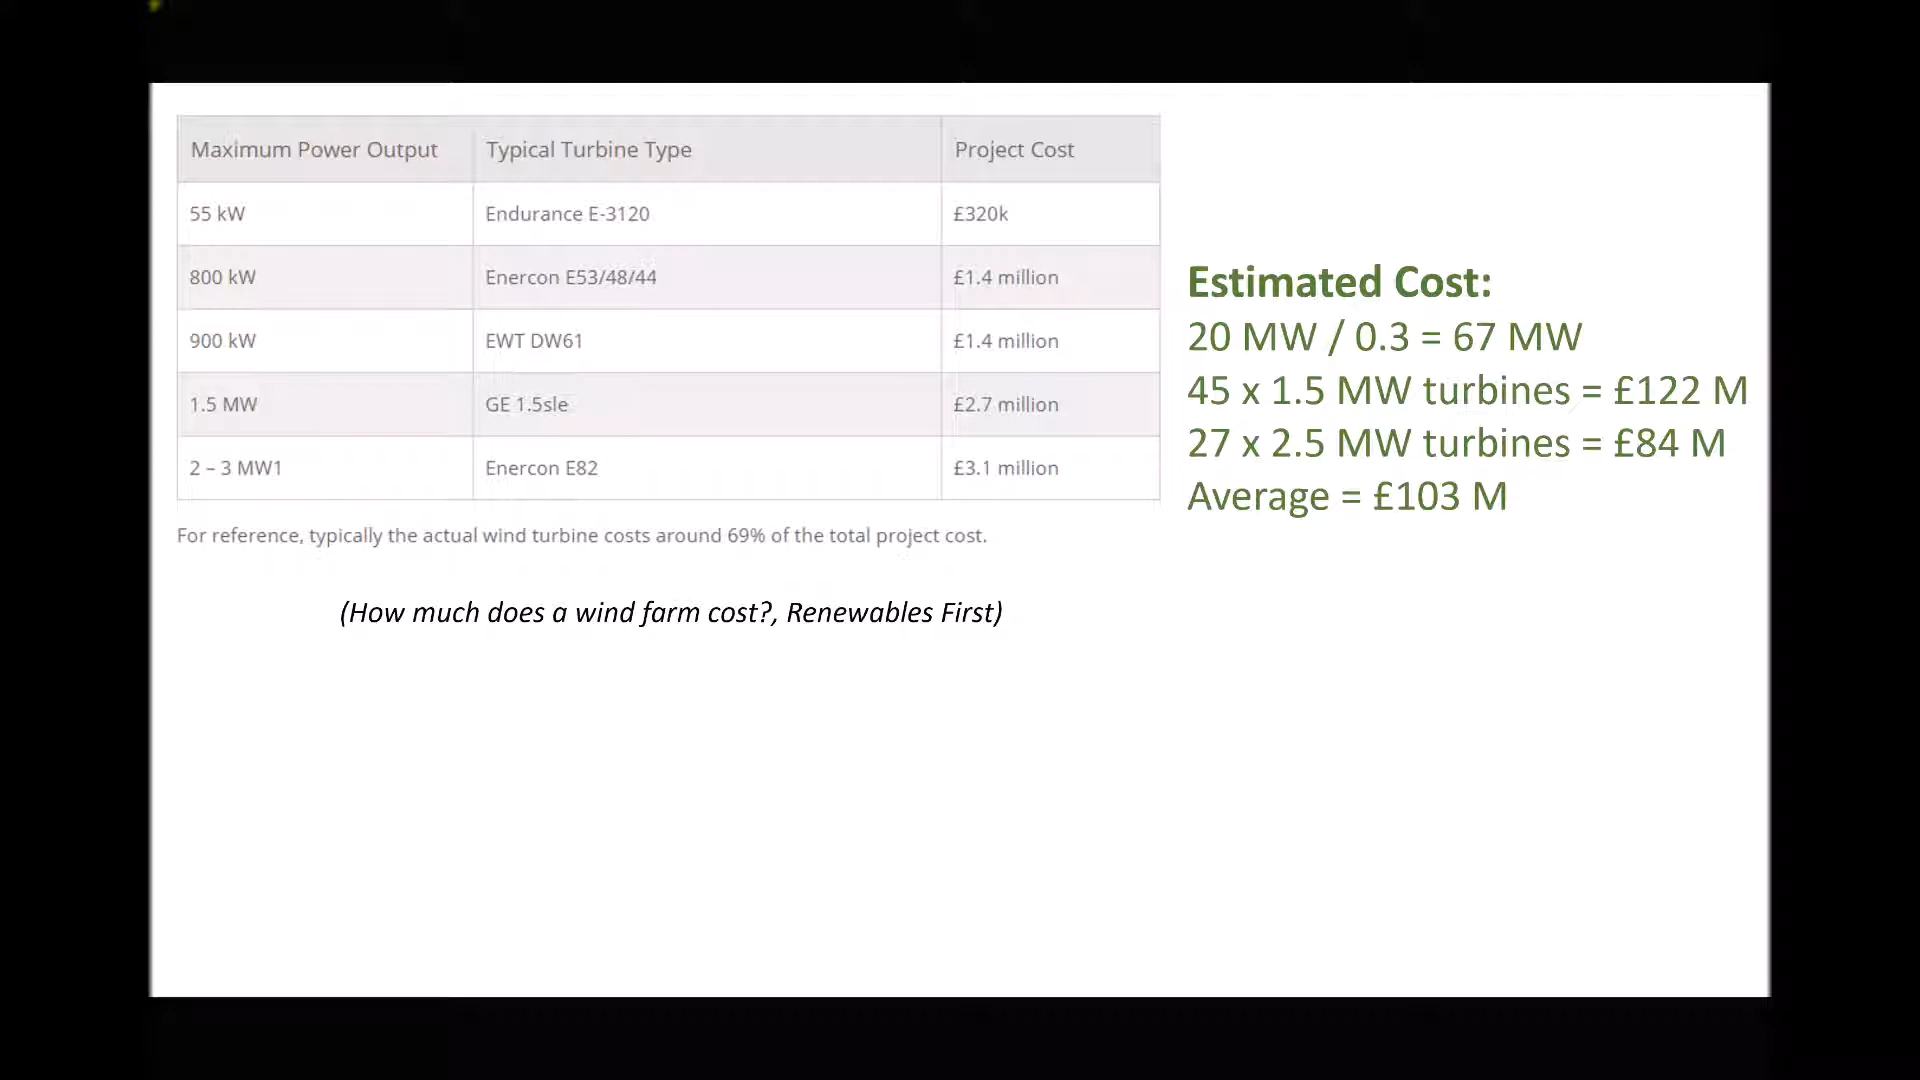 Maximum Power Output Typical Turbine Type Project Cost
55 kW Endurance E-3120 £320k
800 kW Enercon E53/48/44 £1.4 million
900 kW EWT DW61 £1.4 million
1.5 MW GE 1.5sle £2.7 million
2 – 3 MW1 Enercon E82 £3.1 million
For reference, typically the actual wind turbine costs around 69% of the total project cost.
(How much does a wind farm cost?, Renewables First)
Estimated Cost:
20 MW / 0.3 = 67 MW
45 x 1.5 MW turbines = £122 M
27 x 2.5 MW turbines = £84 M
Average = £103 M